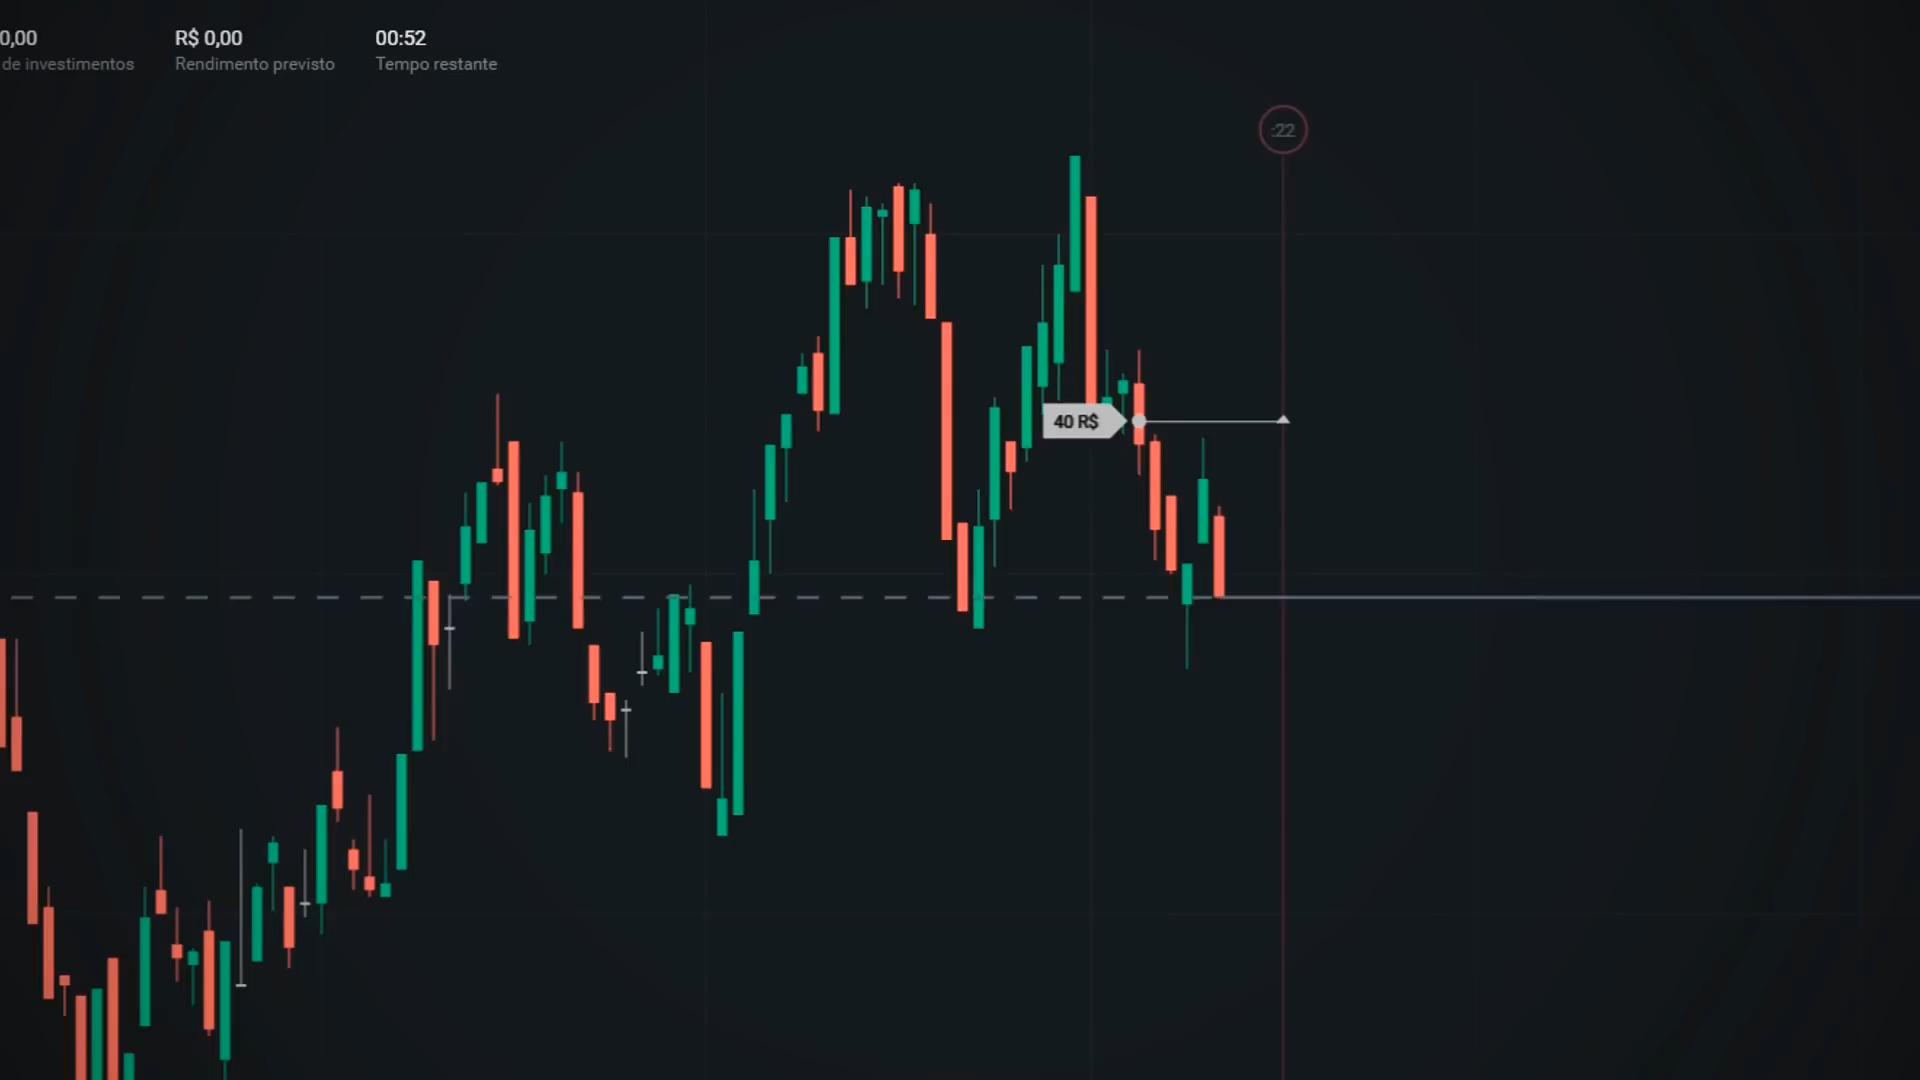 0,00
de investimentos
R$ 0,00
Rendimento previsto
00:52
Tempo restante
:22
40 R$